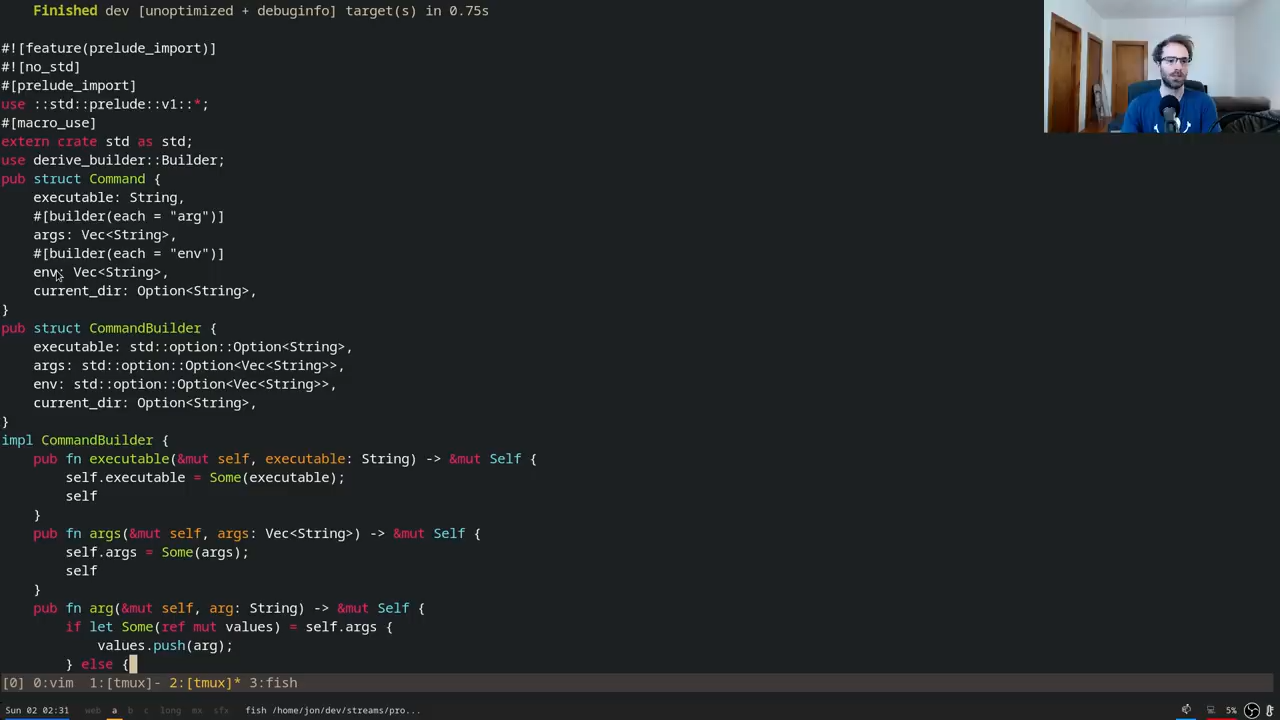 Finished dev [unoptimized + debuginfo] target(s) in 0.75s
#![feature(prelude_import)]
#![no_std]
#[prelude_import]
use ::std::prelude::v1::*;
#[macro_use]
extern crate std as std;
use derive_builder::Builder;
pub struct Command {
    executable: String,
    #[builder(each = "arg")]
    args: Vec<String>,
    #[builder(each = "env")]
    env: Vec<String>,
    current_dir: Option<String>,
}
pub struct CommandBuilder {
    executable: std::option::Option<String>,
    args: std::option::Option<Vec<String>>,
    env: std::option::Option<Vec<String>>,
    current_dir: Option<String>,
}
impl CommandBuilder {
    pub fn executable(&mut self, executable: String) -> &mut Self {
        self.executable = Some(executable);
        self
    }
    pub fn args(&mut self, args: Vec<String>) -> &mut Self {
        self.args = Some(args);
        self
    }
    pub fn arg(&mut self, arg: String) -> &mut Self {
        if let Some(ref mut values) = self.args {
            values.push(arg);
        } else {
[0] 0:vim  1:[tmux]- 2:[tmux]* 3:fish
Sun 02 02:31 web a b c long mx sfx fish /home/jon/dev/streams/pro... 5%